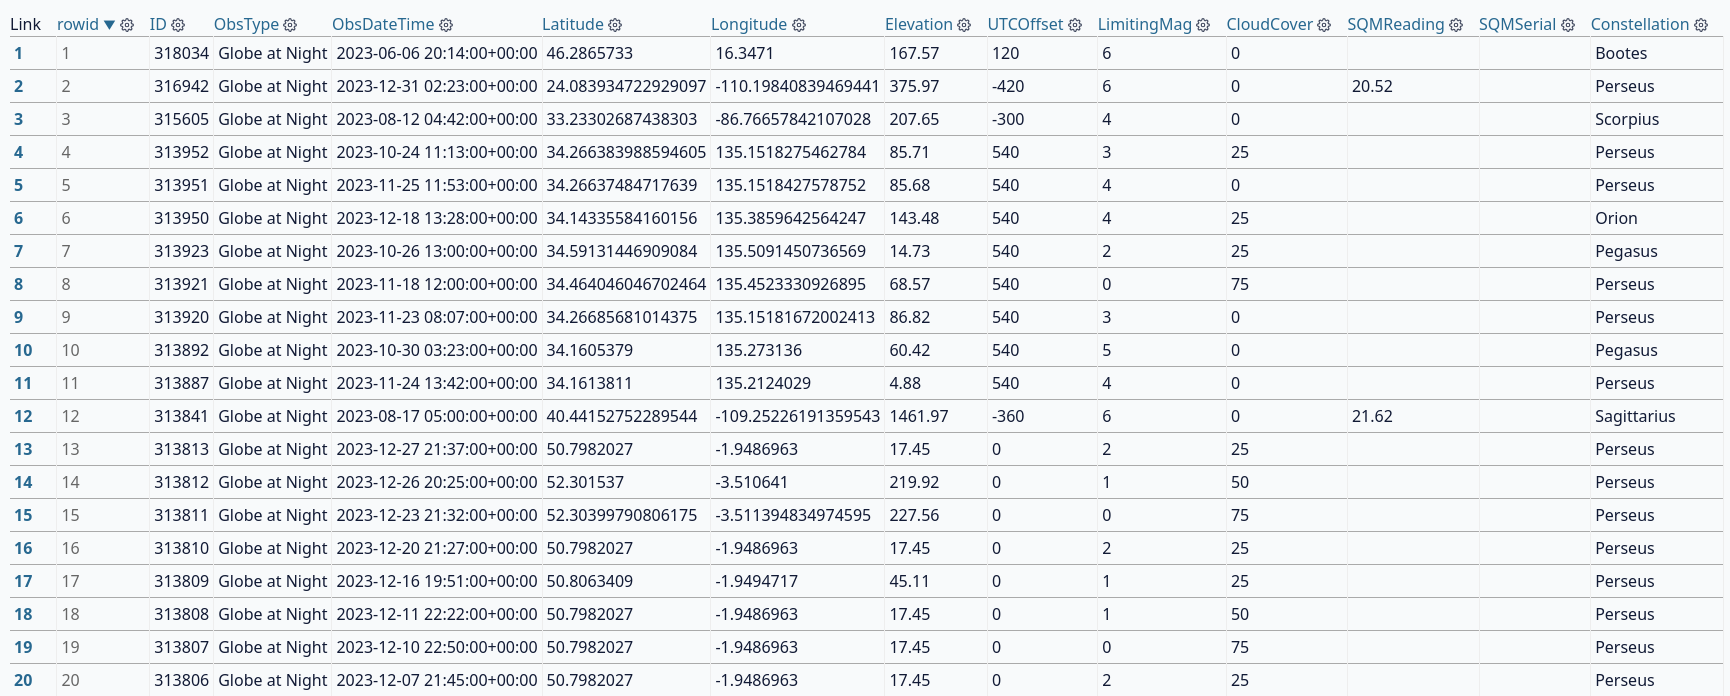 Link rowid ▼ ID ObsType ObsDateTime Latitude Longitude Elevation UTCOffset LimitingMag CloudCover SQMReading SQMSerial Constellation
1 1 318034 Globe at Night 2023-06-06 20:14:00+00:00 46.2865733 16.3471 167.57 120 6 0 Bootes
2 2 316942 Globe at Night 2023-12-31 02:23:00+00:00 24.083934722929097 -110.19840839469441 375.97 -420 6 0 20.52 Perseus
3 3 315605 Globe at Night 2023-08-12 04:42:00+00:00 33.23302687438303 -86.76657842107028 207.65 -300 4 0 Scorpius
4 4 313952 Globe at Night 2023-10-24 11:13:00+00:00 34.266383988594605 135.1518275462784 85.71 540 3 25 Perseus
5 5 313951 Globe at Night 2023-11-25 11:53:00+00:00 34.26637484717639 135.1518427578752 85.68 540 4 0 Perseus
6 6 313950 Globe at Night 2023-12-18 13:28:00+00:00 34.14335584160156 135.3859642564247 143.48 540 4 25 Orion
7 7 313923 Globe at Night 2023-10-26 13:00:00+00:00 34.59131446909084 135.5091450736569 14.73 540 2 25 Pegasus
8 8 313921 Globe at Night 2023-11-18 12:00:00+00:00 34.464046046702464 135.4523330926895 68.57 540 0 75 Perseus
9 9 313920 Globe at Night 2023-11-23 08:07:00+00:00 34.26685681014375 135.15181672002413 86.82 540 3 0 Perseus
10 10 313892 Globe at Night 2023-10-30 03:23:00+00:00 34.1605379 135.273136 60.42 540 5 0 Pegasus
11 11 313887 Globe at Night 2023-11-24 13:42:00+00:00 34.1613811 135.2124029 4.88 540 4 0 Perseus
12 12 313841 Globe at Night 2023-08-17 05:00:00+00:00 40.44152752289544 -109.25226191359543 1461.97 -360 6 0 21.62 Sagittarius
13 13 313813 Globe at Night 2023-12-27 21:37:00+00:00 50.7982027 -1.9486963 17.45 0 2 25 Perseus
14 14 313812 Globe at Night 2023-12-26 20:25:00+00:00 52.301537 -3.510641 219.92 0 1 50 Perseus
15 15 313811 Globe at Night 2023-12-23 21:32:00+00:00 52.30399790806175 -3.511394834974595 227.56 0 0 75 Perseus
16 16 313810 Globe at Night 2023-12-20 21:27:00+00:00 50.7982027 -1.9486963 17.45 0 2 25 Perseus
17 17 313809 Globe at Night 2023-12-16 19:51:00+00:00 50.8063409 -1.9494717 45.11 0 1 25 Perseus
18 18 313808 Globe at Night 2023-12-11 22:22:00+00:00 50.7982027 -1.9486963 17.45 0 1 50 Perseus
19 19 313807 Globe at Night 2023-12-10 22:50:00+00:00 50.7982027 -1.9486963 17.45 0 0 75 Perseus
20 20 313806 Globe at Night 2023-12-07 21:45:00+00:00 50.7982027 -1.9486963 17.45 0 2 25 Perseus